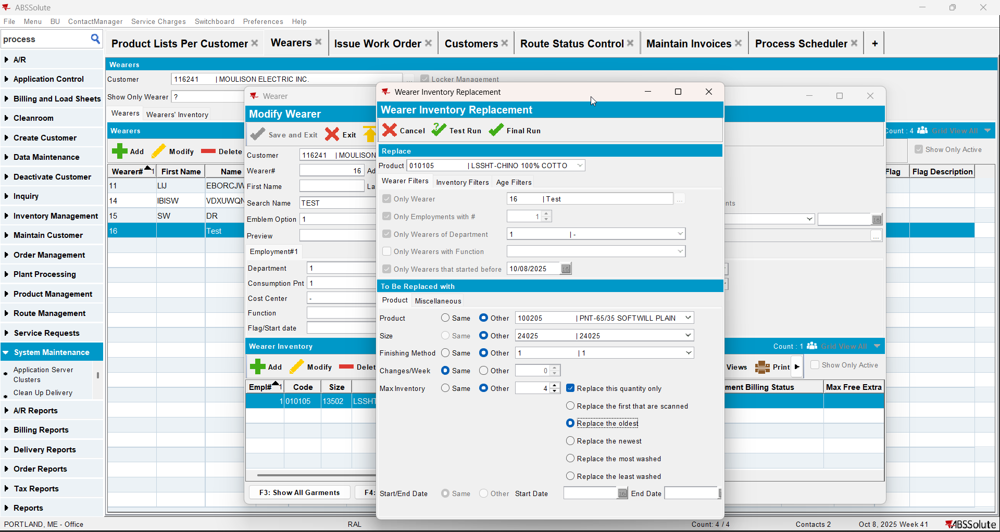 ABSSolute
File Menu BU ContactManager Service Charges Switchboard Preferences Help
process
Product Lists Per Customer
Wearers
Issue Work Order
Customers
Route Status Control
Maintain Invoices
Process Scheduler
+
A/R
Application Control
Billing and Load Sheets
Cleanroom
Create Customer
Data Maintenance
Deactivate Customer
Inquiry
Inventory Management
Maintain Customer
Order Management
Plant Processing
Product Management
Route Management
Service Requests
System Maintenance
Application Server
Clusters
Clean Up Delivery
A/R Reports
Billing Reports
Delivery Reports
Order Reports
Tax Reports
Reports
Wearers
Customer 116241 | MOULISON ELECTRIC INC. ... Locker Management
Show Only Wearer ?
Wearers Wearers' Inventory
Wearers
Add Modify Delete
Wearer# 1 First Name Name
11 LIJ EBORCJW
14 IBISW VDXUWQN
15 SW DR
16 Test
Count : 4 Grid View All
Show Only Active
Flag Flag Description
Wearer
Modify Wearer
Save and Exit Exit
Customer 116241 | MOULISON
Wearer# 16 Ad
First Name La
Search Name TEST
Emblem Option 1
Preview
Employment#1
Department 1
Consumption Pnt 1
Cost Center -
Function
Flag/Start date
nts
16
...
Wearer Inventory
Count : 1 Grid View All
Add Modify Delet
Views Print Show Only Active
Empl# 1 Code Size
ment Billing Status Max Free Extra
1 010105 13502 LSSHT
F3: Show All Garments F4:
Wearer Inventory Replacement
Wearer Inventory Replacement
Cancel Test Run Final Run
Replace
Product 010105 | LSSHT-CHINO 100% COTTO
Wearer Filters Inventory Filters Age Filters
Only Wearer 16 | Test ...
Only Employments with # 1
Only Wearers of Department 1 | -
Only Wearers with Function
Only Wearers that started before 10/08/2025 16
To Be Replaced with
Product Miscellaneous
Product Same Other 100205 | PNT-65/35 SOFTWILL PLAIN
Size Same Other 24025 | 24025
Finishing Method Same Other 1 | 1
Changes/Week Same Other 0
Max Inventory Same Other 4 Replace this quantity only
Replace the first that are scanned
Replace the oldest
Replace the newest
Replace the most washed
Replace the least washed
Start/End Date Same Other Start Date 16 End Date
PORTLAND, ME - Office RAL Count: 4 / 4 Contacts 2 Oct 8, 2025 Week 41 ABSSolute